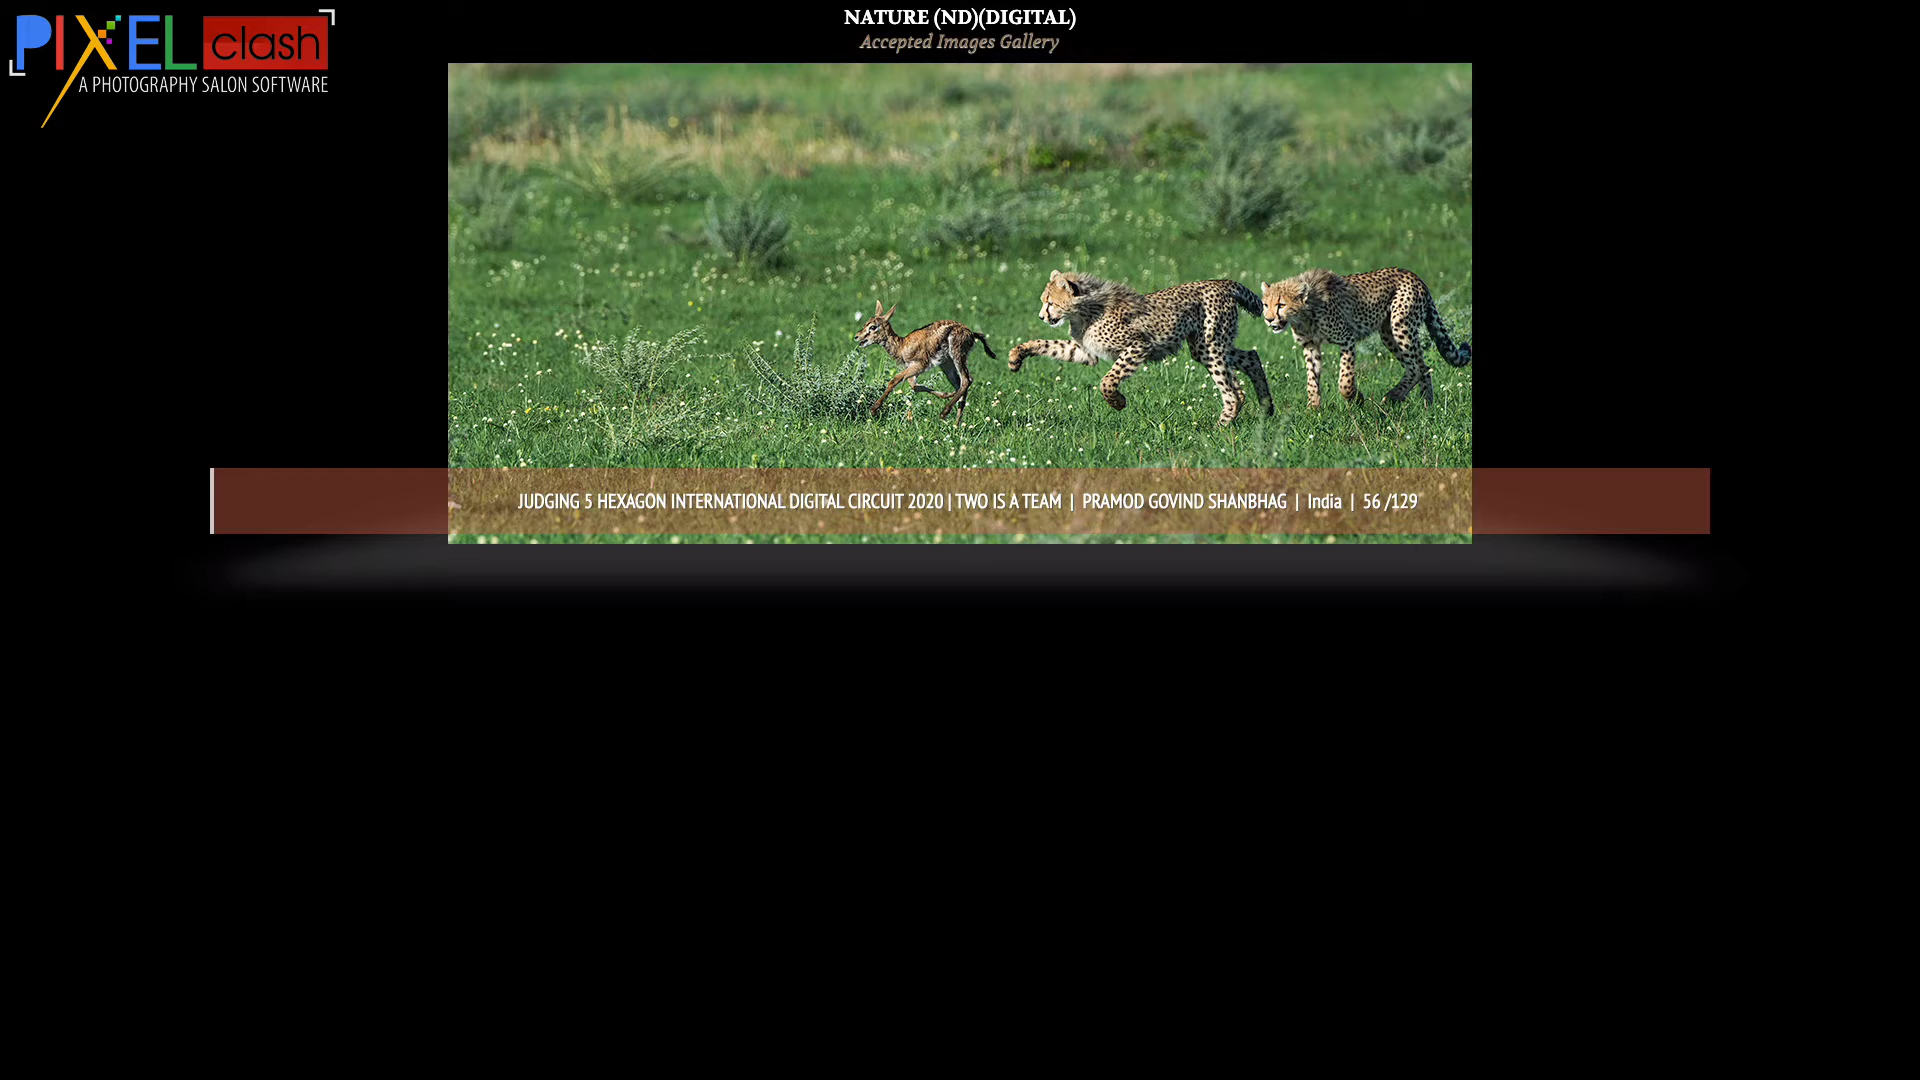 PIXEL clash
A PHOTOGRAPHY SALON SOFTWARE
NATURE (ND)(DIGITAL)
Accepted Images Gallery
JUDGING 5 HEXAGON INTERNATIONAL DIGITAL CIRCUIT 2020 | TWO IS A TEAM | PRAMOD GOVIND SHANBHAG | India | 56 /129